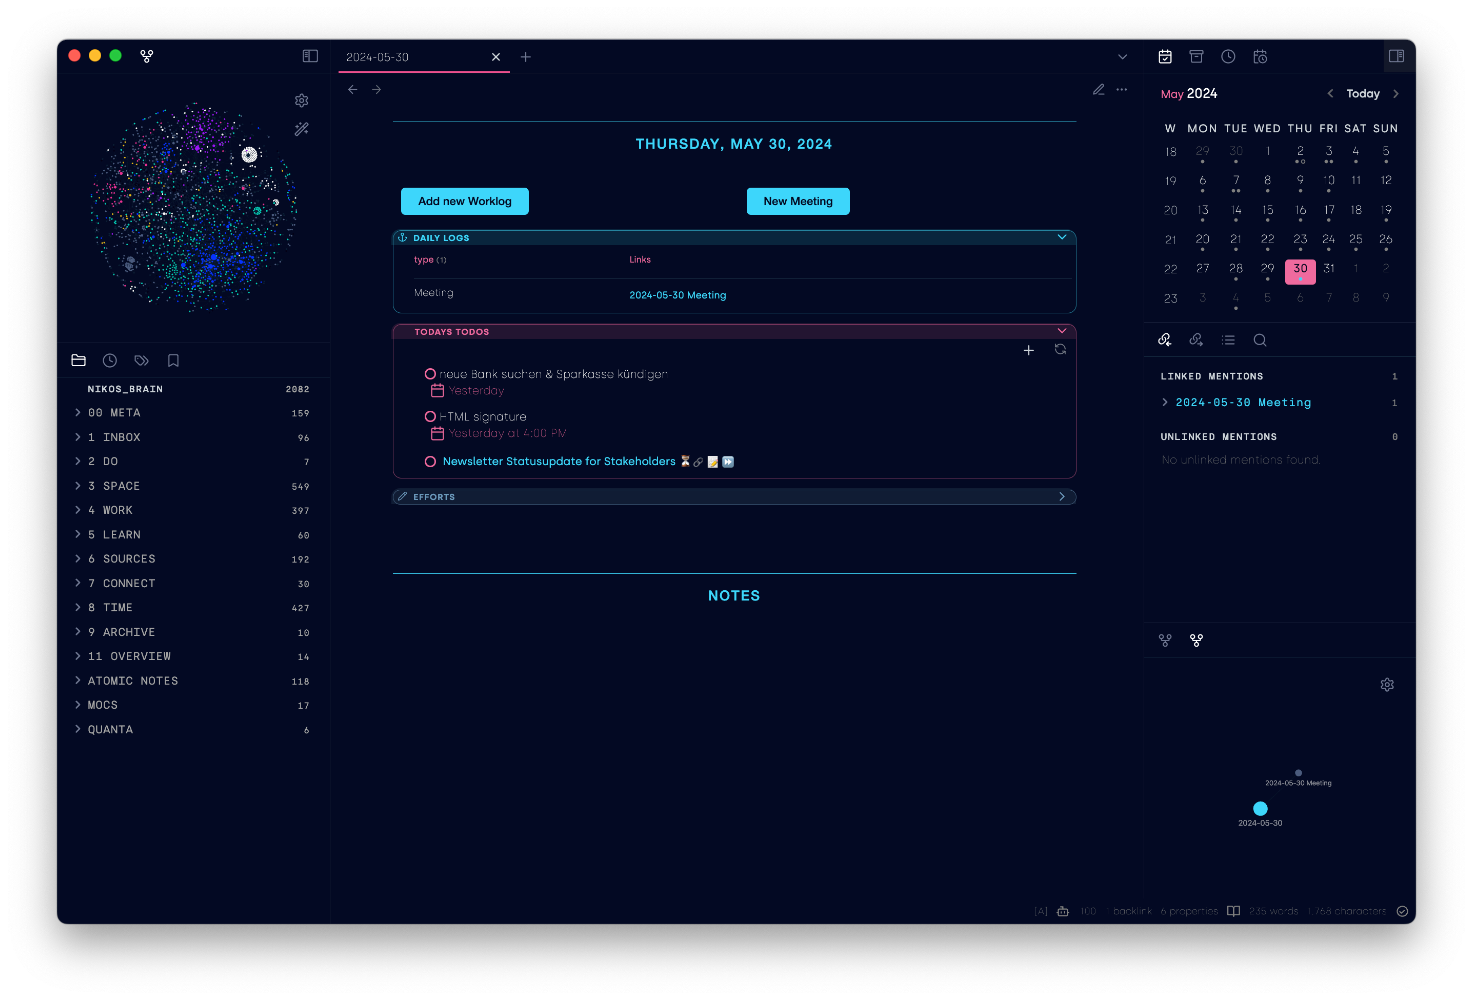 2024-05-30
THURSDAY, MAY 30, 2024
Add new Worklog
New Meeting
DAILY LOGS
type (1)
Links
Meeting
2024-05-30 Meeting
TODAYS TODOS
neue Bank suchen & Sparkasse kündigen
Yesterday
HTML signature
Yesterday at 4:00 PM
Newsletter Statusupdate for Stakeholders ⏳🔗 📝 ⏩
EFFORTS
NOTES
NIKOS_BRAIN 2082
00 META 159
1 INBOX 96
2 DO 7
3 SPACE 549
4 WORK 397
5 LEARN 60
6 SOURCES 192
7 CONNECT 30
8 TIME 427
9 ARCHIVE 10
11 OVERVIEW 14
ATOMIC NOTES 118
MOCS 17
QUANTA 6
May 2024 Today
W MON TUE WED THU FRI SAT SUN
18 29 30 1 2 3 4 5
19 6 7 8 9 10 11 12
20 13 14 15 16 17 18 19
21 20 21 22 23 24 25 26
22 27 28 29 30 31 1 2
23 3 4 5 6 7 8 9
LINKED MENTIONS 1
2024-05-30 Meeting 1
UNLINKED MENTIONS 0
No unlinked mentions found.
2024-05-30 Meeting
2024-05-30
[A] 100 1 backlink 6 properties 235 words 1,768 characters